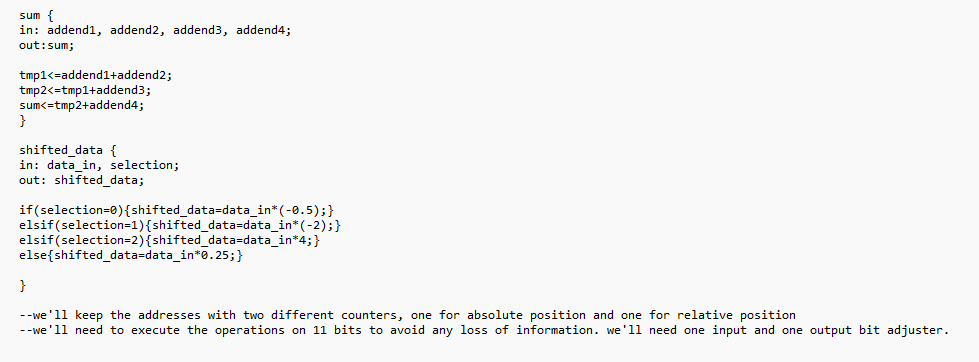 sum {
in: addend1, addend2, addend3, addend4;
out:sum;
tmp1<=addend1+addend2;
tmp2<=tmp1+addend3;
sum<=tmp2+addend4;
}
shifted_data {
in: data_in, selection;
out: shifted_data;
if(selection=0){shifted_data=data_in*(-0.5);}
elsif(selection=1){shifted_data=data_in*(-2);}
elsif(selection=2){shifted_data=data_in*4;}
else{shifted_data=data_in*0.25;}
}
--we'll keep the addresses with two different counters, one for absolute position and one for relative position
--we'll need to execute the operations on 11 bits to avoid any loss of information. we'll need one input and one output bit adjuster.